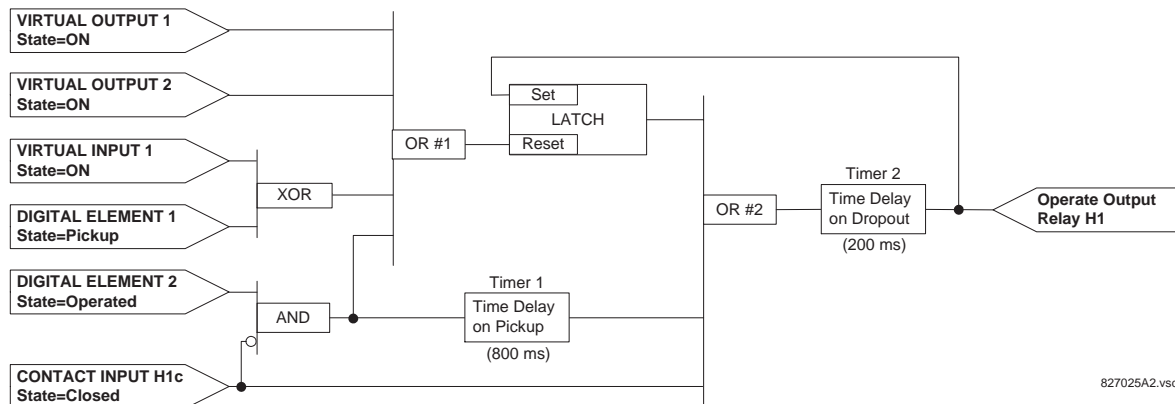 VIRTUAL OUTPUT 1
State=ON
VIRTUAL OUTPUT 2
State=ON
VIRTUAL INPUT 1
State=ON
DIGITAL ELEMENT 1
State=Pickup
DIGITAL ELEMENT 2
State=Operated
CONTACT INPUT H1c
State=Closed
XOR
AND
OR #1
Set
LATCH
Reset
Timer 1
Time Delay
on Pickup
(800 ms)
OR #2
Timer 2
Time Delay
on Dropout
(200 ms)
Operate Output
Relay H1
827025A2.vsd